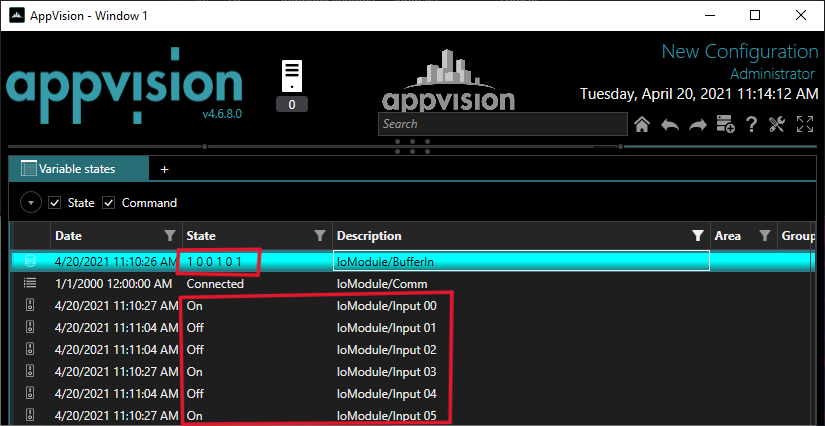 AppVision - Window 1
appvision
v4.6.8.0
0
appvision
New Configuration
Administrator
Tuesday, April 20, 2021 11:14:12 AM
Search
?
Variable states +
State Command
Date State Description Area Group
4/20/2021 11:10:26 AM 1 0 0 1 0 1 IoModule/BufferIn
1/1/2000 12:00:00 AM Connected IoModule/Comm
4/20/2021 11:10:27 AM On IoModule/Input 00
4/20/2021 11:11:04 AM Off IoModule/Input 01
4/20/2021 11:11:04 AM Off IoModule/Input 02
4/20/2021 11:10:27 AM On IoModule/Input 03
4/20/2021 11:11:04 AM Off IoModule/Input 04
4/20/2021 11:10:27 AM On IoModule/Input 05